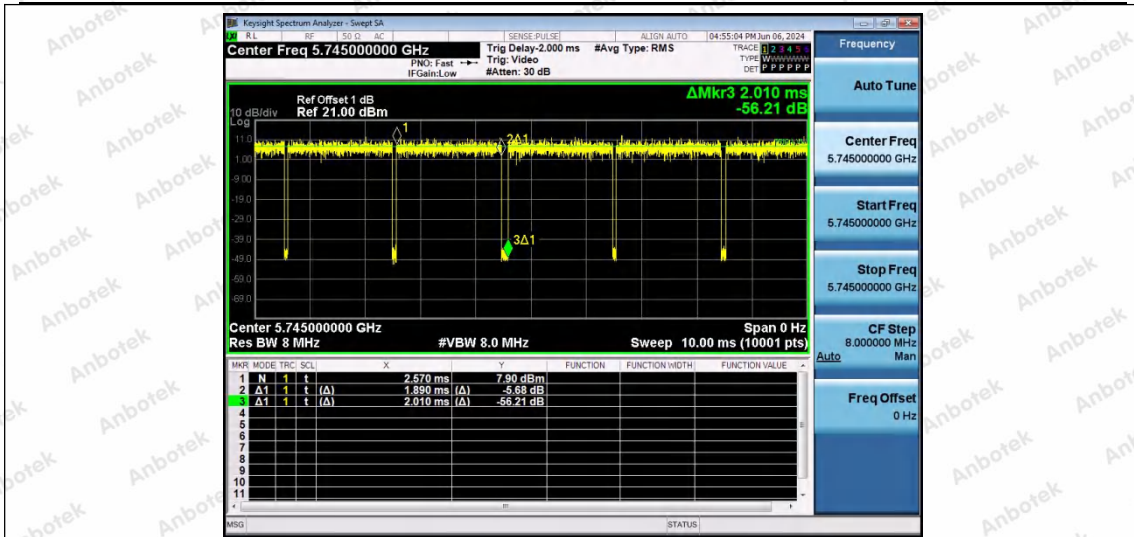 Keysight Spectrum Analyzer - Swept SA
RL RF 50 Ω AC SENSE:PULSE ALIGN AUTO 04:55:04 PM Jun 06, 2024
Center Freq 5.745000000 GHz Trig Delay-2.000 ms #Avg Type: RMS TRACE 1 2 3 4 5 6
PNO: Fast Trig: Video TYPE WWWWWW
IFGain:Low #Atten: 30 dB DET P P P P P P
ΔMkr3 2.010 ms
-56.21 dB
Ref Offset 1 dB
10 dB/div Ref 21.00 dBm
Log
11.0
1.00
-9.00
-19.0
-29.0
-39.0
-49.0
-59.0
-69.0
1
2Δ1
3Δ1
Center 5.745000000 GHz Span 0 Hz
Res BW 8 MHz #VBW 8.0 MHz Sweep 10.00 ms (10001 pts)
MKR MODE TRC SCL X Y FUNCTION FUNCTION WIDTH FUNCTION VALUE
1 N 1 t 2.570 ms 7.90 dBm
2 Δ1 1 t (Δ) 1.890 ms (Δ) -5.68 dB
3 Δ1 1 t (Δ) 2.010 ms (Δ) -56.21 dB
4
5
6
7
8
9
10
11
MSG STATUS
Frequency
Auto Tune
Center Freq
5.745000000 GHz
Start Freq
5.745000000 GHz
Stop Freq
5.745000000 GHz
CF Step
8.000000 MHz
Auto Man
Freq Offset
0 Hz
Anbotek